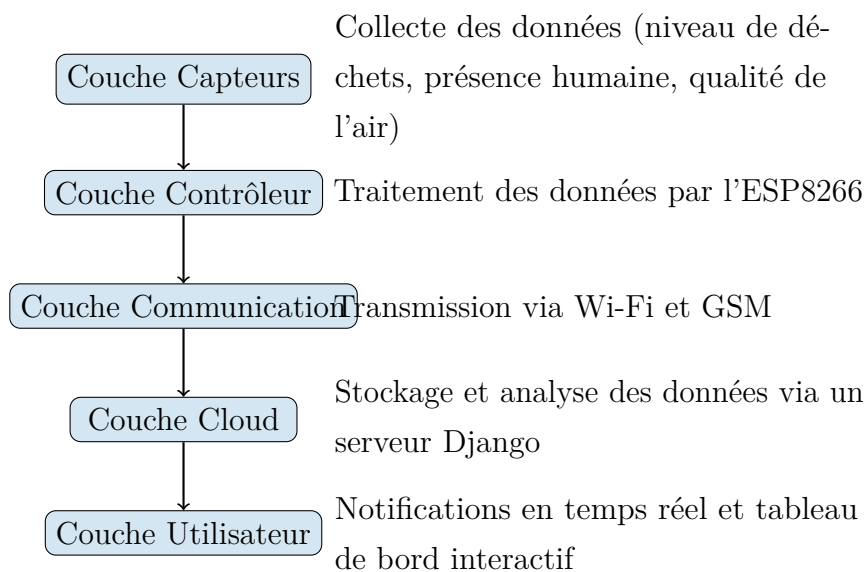 Couche Capteurs
Collecte des données (niveau de dé-
chets, présence humaine, qualité de
l'air)
Couche Contrôleur
Traitement des données par l'ESP8266
Couche Communication
Transmission via Wi-Fi et GSM
Couche Cloud
Stockage et analyse des données via un
serveur Django
Couche Utilisateur
Notifications en temps réel et tableau
de bord interactif